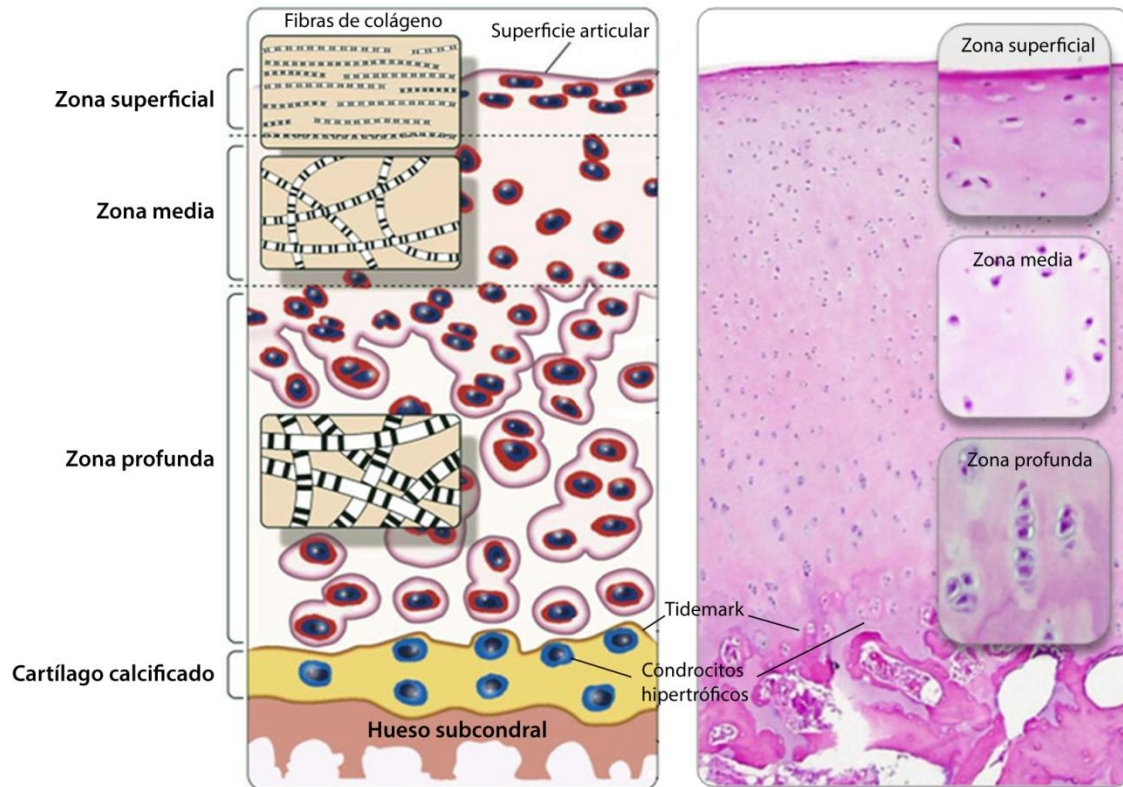 Fibras de colágeno
Superficie articular
Zona superficial
Zona media
Zona profunda
Cartílago calcificado
Hueso subcondral
Tidemark
Condrocitos
hipertróficos
Zona superficial
Zona media
Zona profunda